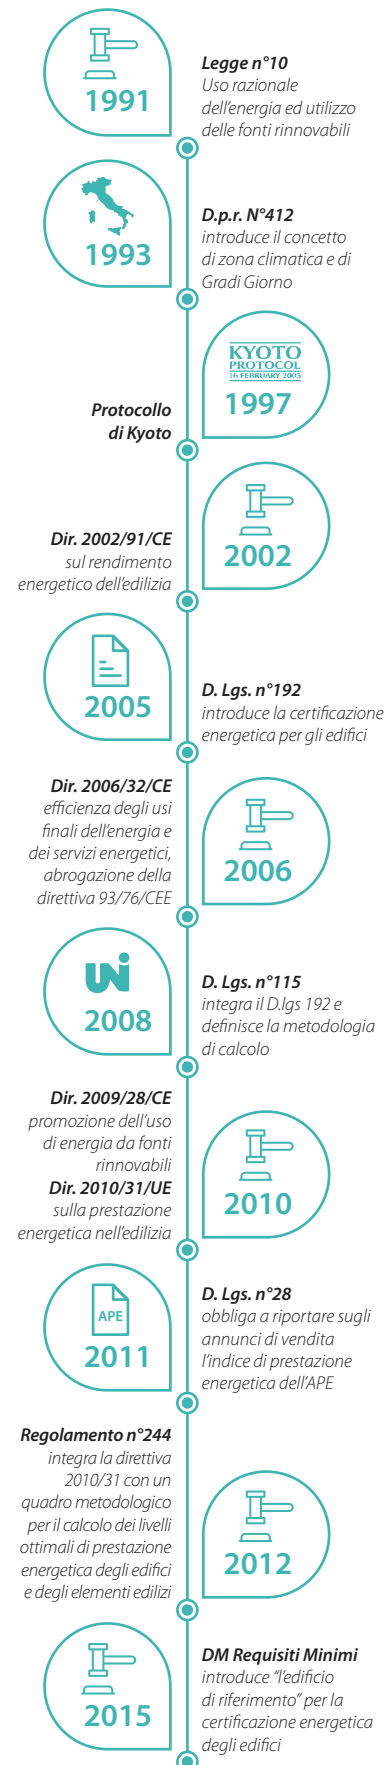 1991
Legge n°10
Uso razionale
dell'energia ed utilizzo
delle fonti rinnovabili
1993
D.p.r. N°412
introduce il concetto
di zona climatica e di
Gradi Giorno
KYOTO
PROTOCOL
16 FEBRUARY 2005
1997
Protocollo
di Kyoto
2002
Dir. 2002/91/CE
sul rendimento
energetico dell'edilizia
2005
D. Lgs. n°192
introduce la certificazione
energetica per gli edifici
Dir. 2006/32/CE
efficienza degli usi
finali dell'energia e
dei servizi energetici,
abrogazione della
direttiva 93/76/CEE
2006
UNI
2008
D. Lgs. n°115
integra il D.lgs 192 e
definisce la metodologia
di calcolo
Dir. 2009/28/CE
promozione dell'uso
di energia da fonti
rinnovabili
Dir. 2010/31/UE
sulla prestazione
energetica nell'edilizia
2010
APE
2011
D. Lgs. n°28
obbliga a riportare sugli
annunci di vendita
l'indice di prestazione
energetica dell'APE
Regolamento n°244
integra la direttiva
2010/31 con un
quadro metodologico
per il calcolo dei livelli
ottimali di prestazione
energetica degli edifici
e degli elementi edilizi
2012
2015
DM Requisiti Minimi
introduce “l'edificio
di riferimento” per la
certificazione energetica
degli edifici